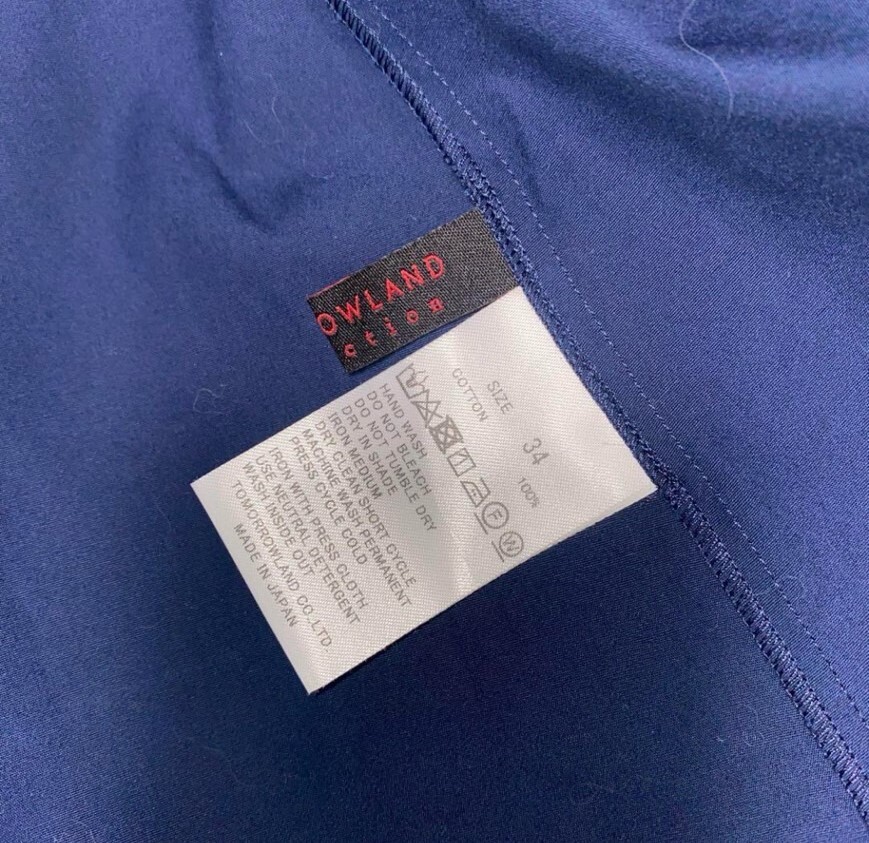 OWLAND
ction
SIZE 34
COTTON 100%
HAND WASH
DO NOT BLEACH
DO NOT TUMBLE DRY
DRY IN SHADE
IRON MEDIUM
DRY CLEAN SHORT CYCLE
MACHINE WASH PERMANENT
PRESS CYCLE COLD
IRON WITH PRESS CLOTH
USE NEUTRAL DETERGENT
WASH INSIDE OUT
TOMORROWLAND CO.,LTD.
MADE IN JAPAN